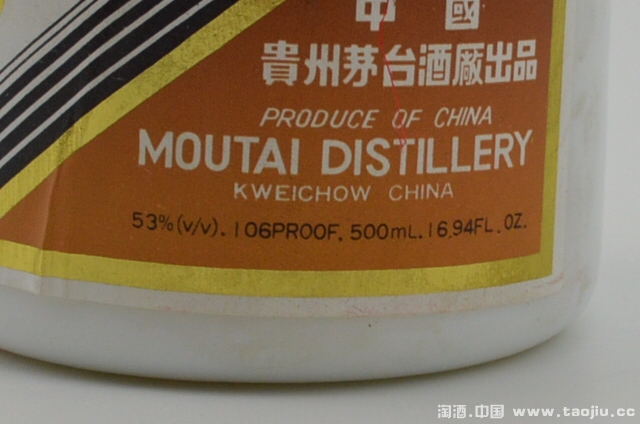 中國
貴州茅台酒廠出品
PRODUCE OF CHINA
MOUTAI DISTILLERY
KWEICHOW CHINA
53%(v/v). 106PROOF. 500mL. 16.94FL. OZ.
淘酒.中国 www.taojiu.cc